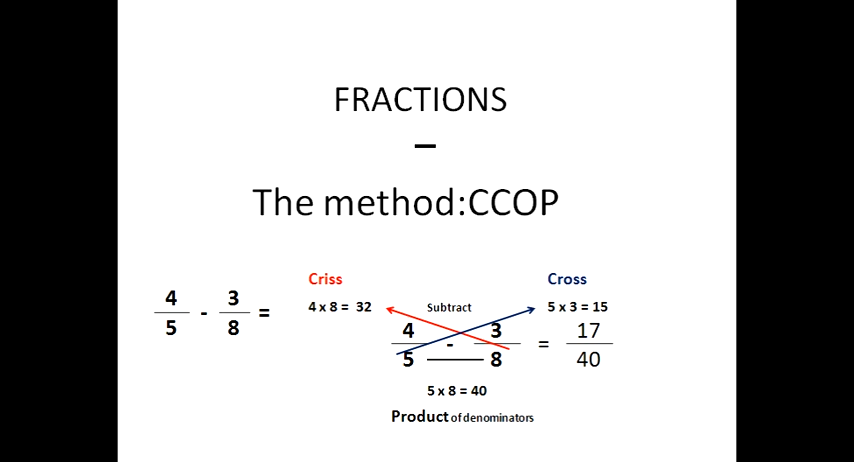 FRACTIONS
–
The method:CCOP
Criss
Cross
4 x 8 = 32
Subtract
5 x 3 = 15
4/5 - 3/8 =
4/5 - 3/8 = 17/40
5 x 8 = 40
Product of denominators